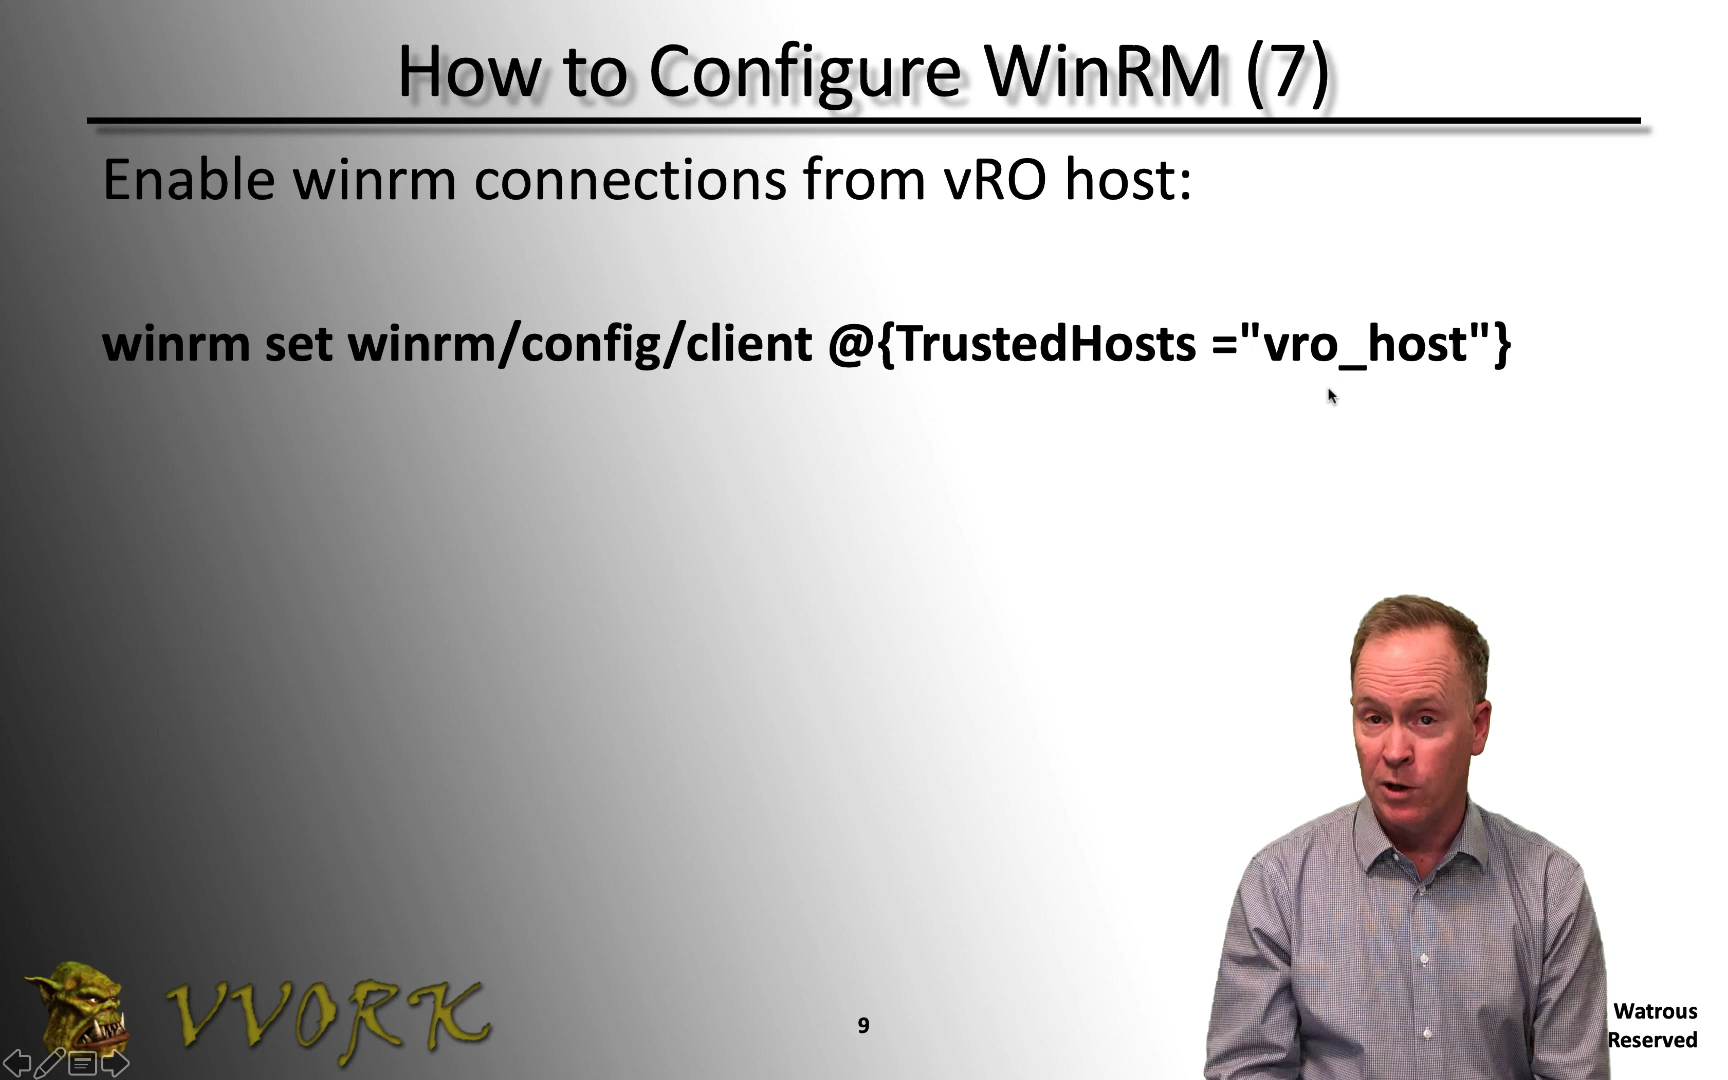 How to Configure WinRM (7)
Enable winrm connections from vRO host:
winrm set winrm/config/client @{TrustedHosts ="vro_host"}
VVORK
9
Watrous
Reserved